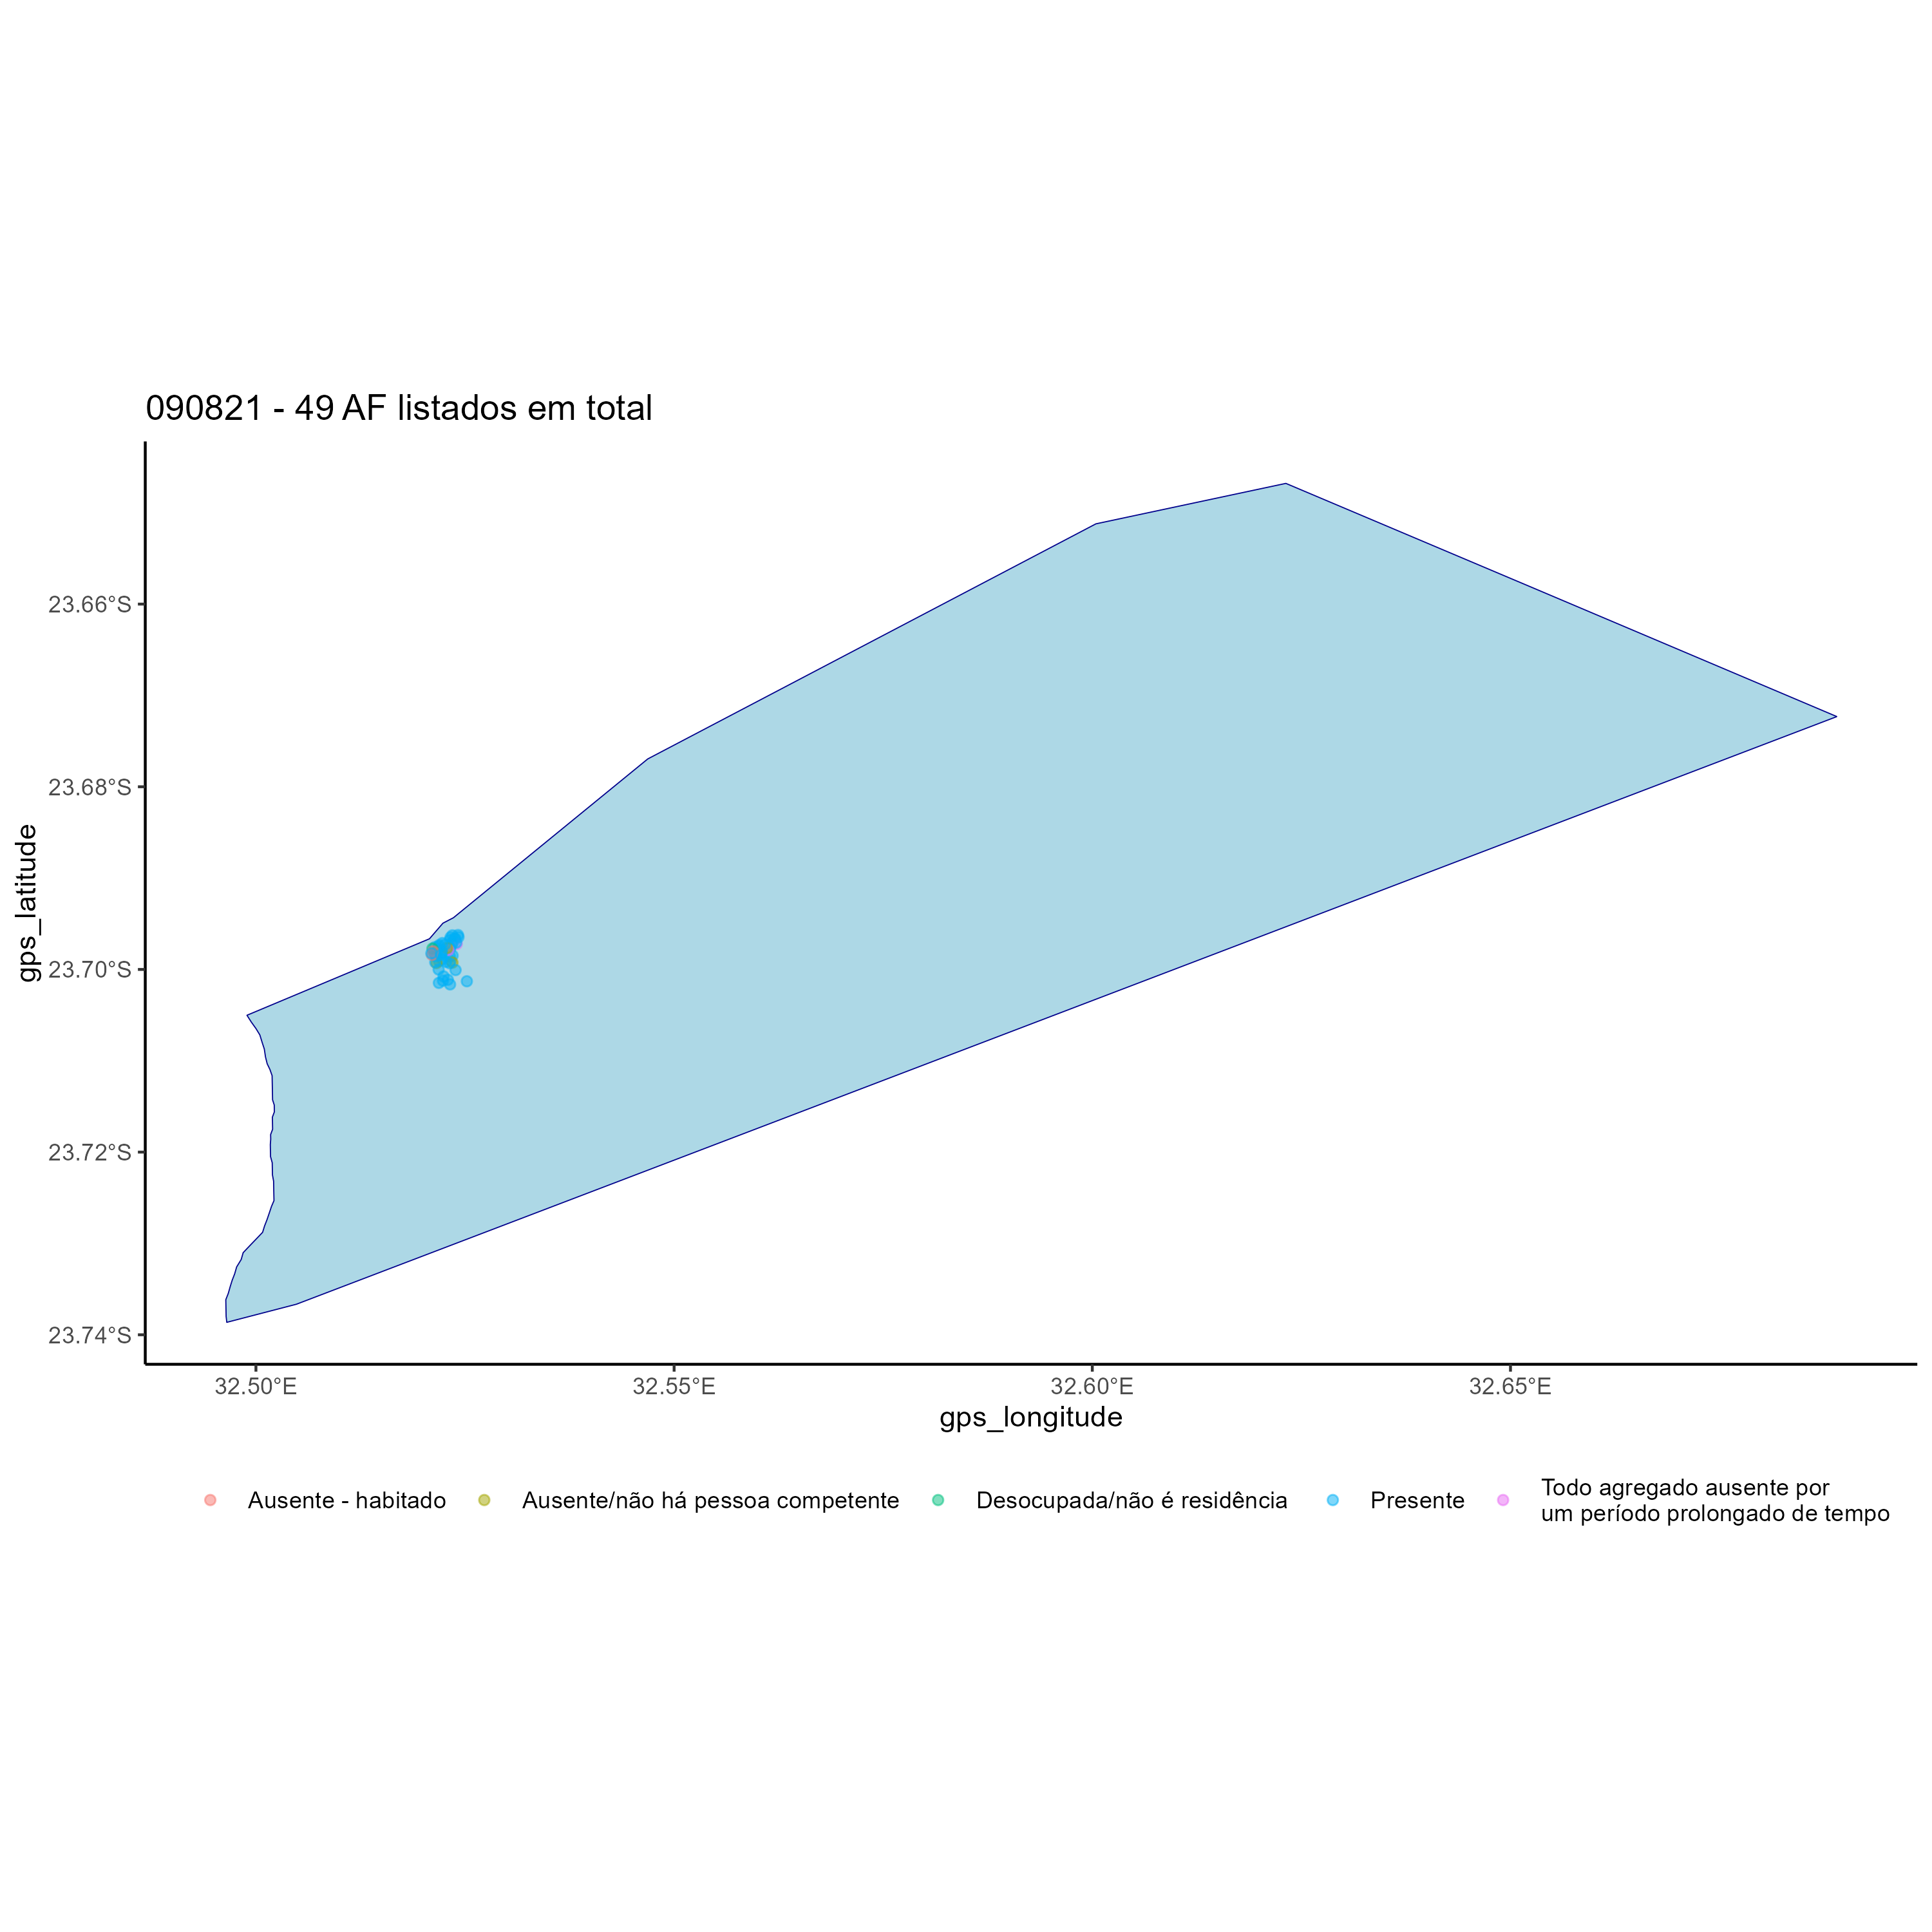 090821 - 49 AF listados em total
gps_latitude
23.66°S
23.68°S
23.70°S
23.72°S
23.74°S
32.50°E
32.55°E
32.60°E
32.65°E
gps_longitude
Ausente - habitado
Ausente/não há pessoa competente
Desocupada/não é residência
Presente
Todo agregado ausente por
um período prolongado de tempo